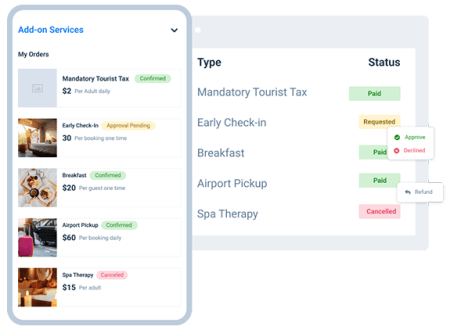 Add-on Services
My Orders
Mandatory Tourist Tax Confirmed
$2 Per Adult daily
Early Check-In Approval Pending
30 Per booking one time
Breakfast Confirmed
$20 Per guest one time
Airport Pickup Confirmed
$60 Per booking daily
Spa Therapy Canceled
$15 Per adult
Type Status
Mandatory Tourist Tax Paid
Early Check-in Requested
Approve
Declined
Breakfast Paid
Airport Pickup Paid
Refund
Spa Therapy Cancelled